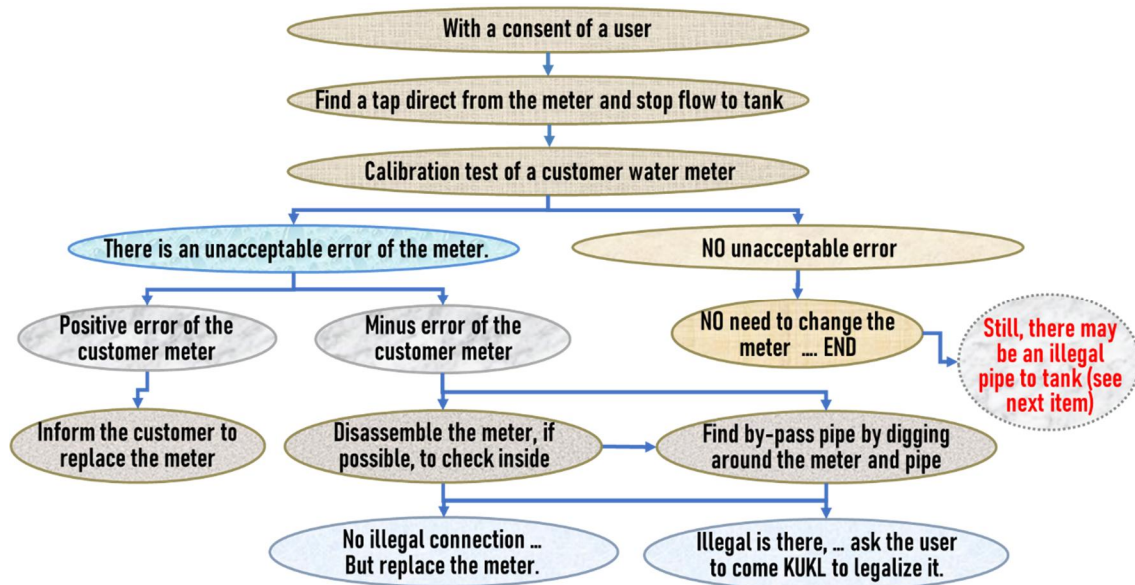 With a consent of a user
Find a tap direct from the meter and stop flow to tank
Calibration test of a customer water meter
There is an unacceptable error of the meter.
NO unacceptable error
Positive error of the
customer meter
Minus error of the
customer meter
NO need to change the
meter .... END
Still, there may
be an illegal
pipe to tank (see
next item)
Inform the customer to
replace the meter
Disassemble the meter, if
possible, to check inside
Find by-pass pipe by digging
around the meter and pipe
No illegal connection ...
But replace the meter.
Illegal is there, ... ask the user
to come KUKL to legalize it.